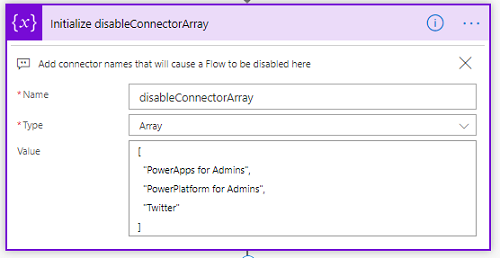 {x} Initialize disableConnectorArray
Add connector names that will cause a Flow to be disabled here
*Name disableConnectorArray
*Type Array
Value [
"PowerApps for Admins",
"PowerPlatform for Admins",
"Twitter"
]